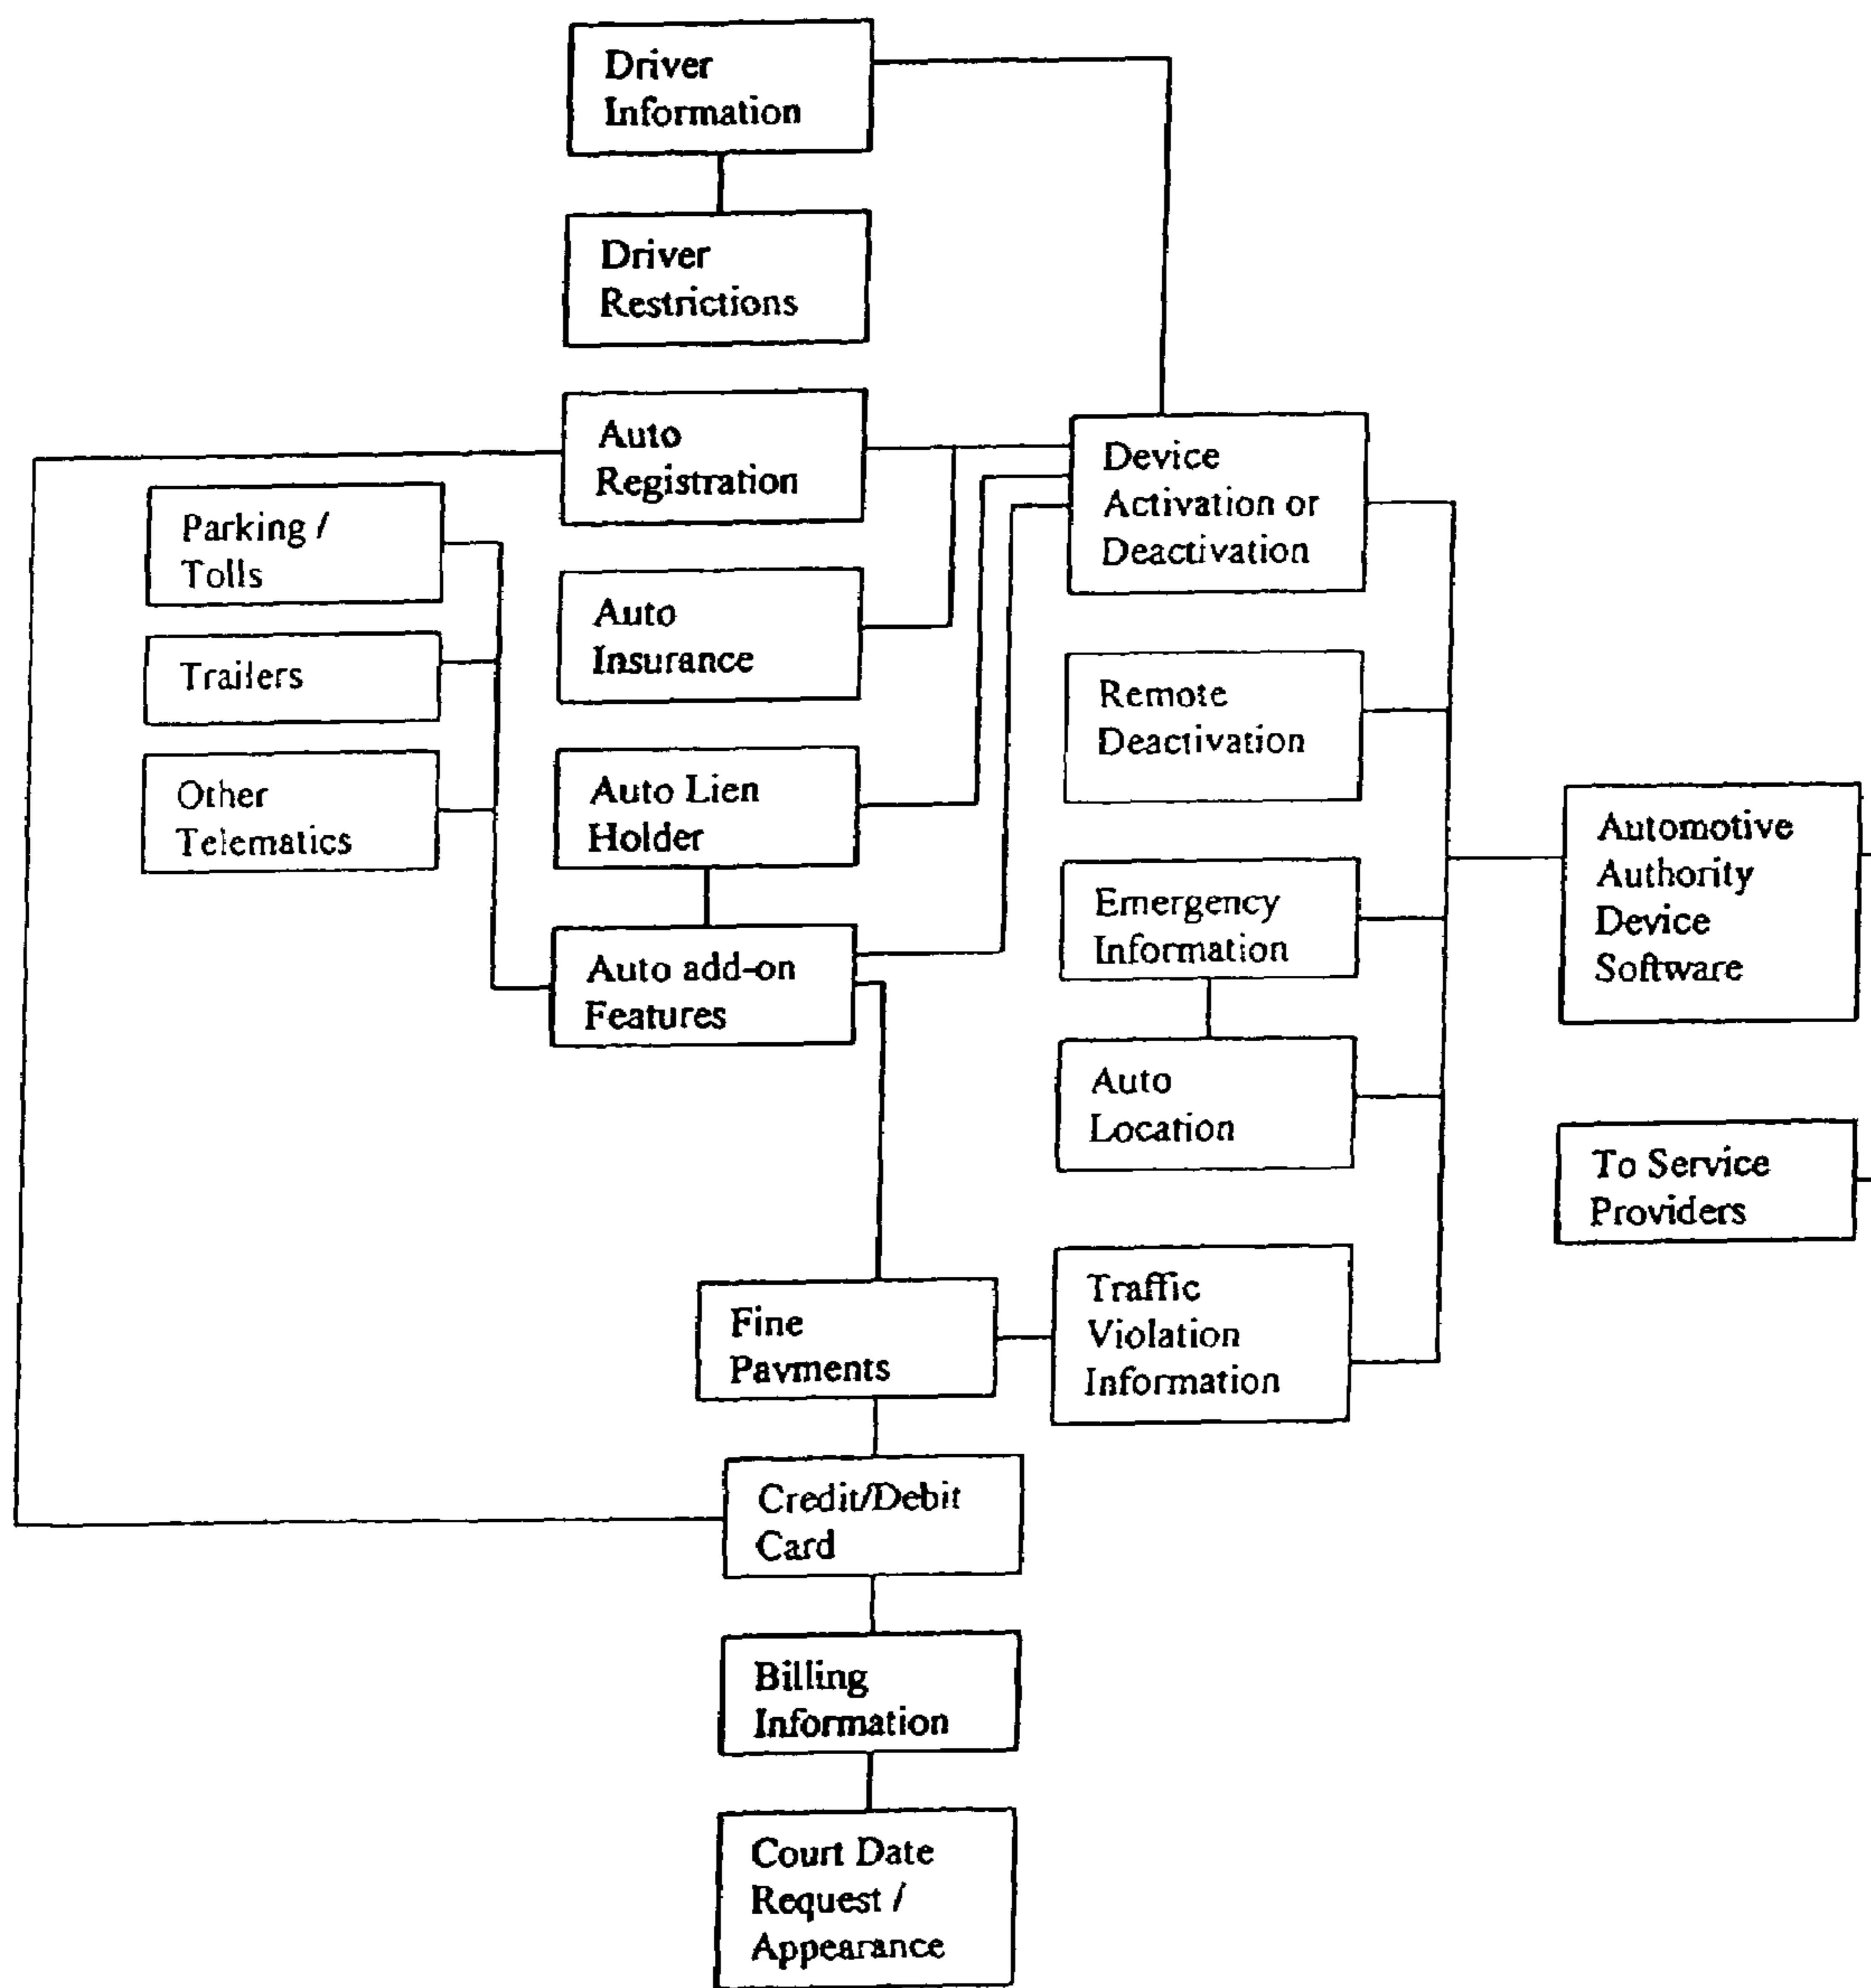 Driver
Information
Driver
Restrictions
Auto
Registration
Parking /
Tolls
Trailers
Other
Telematics
Auto
Insurance
Auto Lien
Holder
Auto add-on
Features
Device
Activation or
Deactivation
Remote
Deactivation
Emergency
Information
Auto
Location
Traffic
Violation
Information
Automotive
Authority
Device
Software
To Service
Providers
Fine
Payments
Credit/Debit
Card
Billing
Information
Court Date
Request /
Appearance